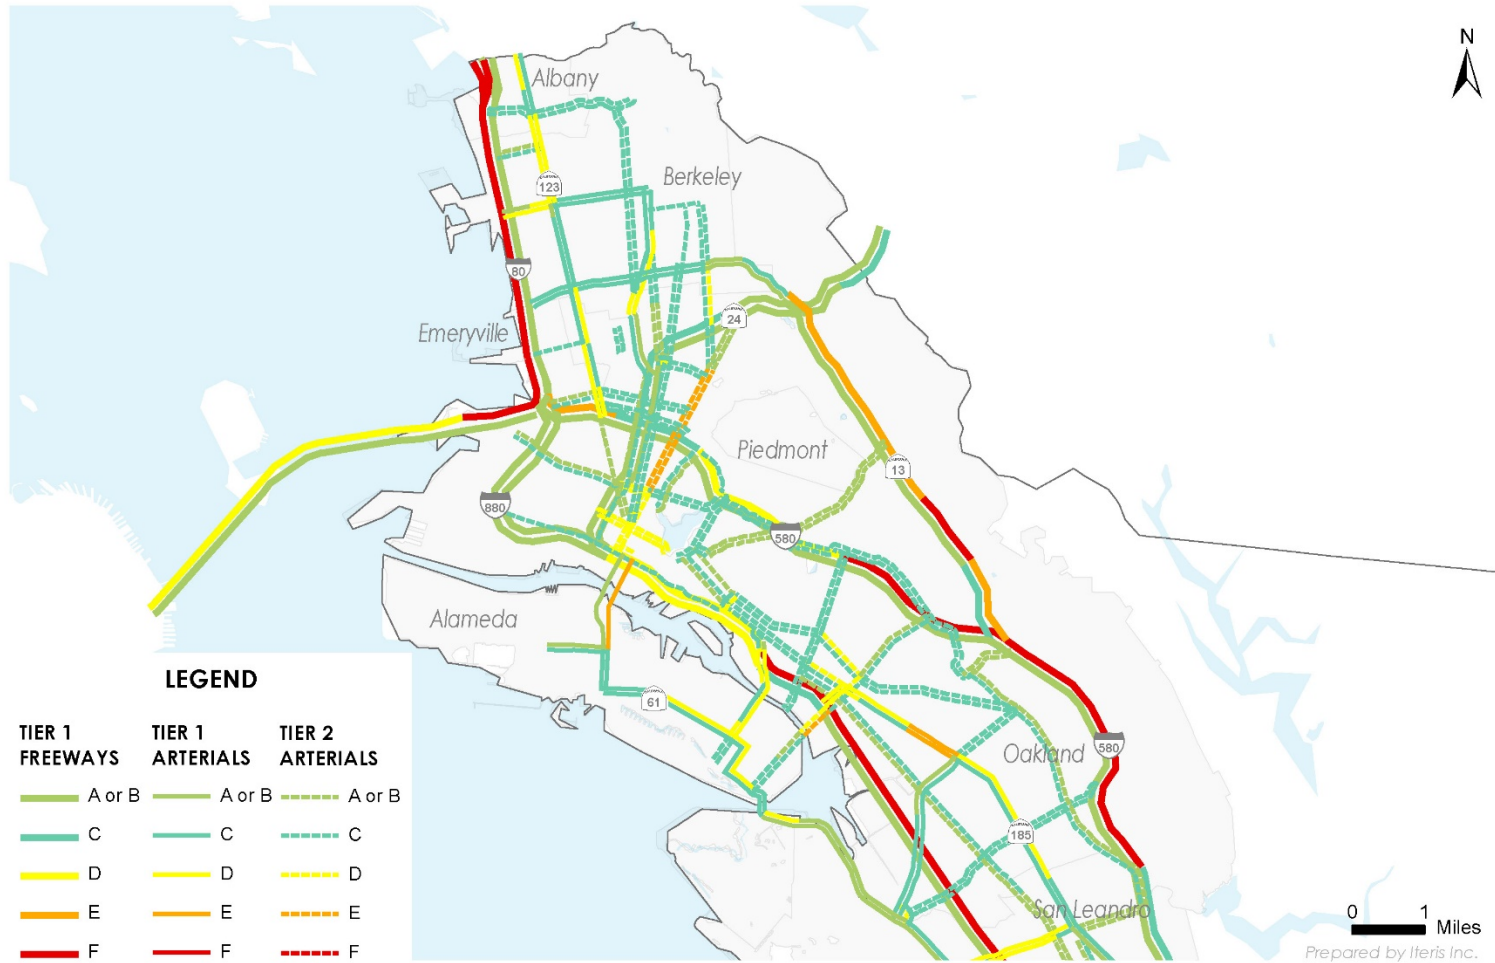 N
Albany
Berkeley
123
80
24
Emeryville
Piedmont
13
880
580
Alameda
61
Oakland
580
185
San Leandro
LEGEND
TIER 1 FREEWAYS
TIER 1 ARTERIALS
TIER 2 ARTERIALS
A or B A or B A or B
C C C
D D D
E E E
F F F
0 1 Miles
Prepared by Iteris Inc.